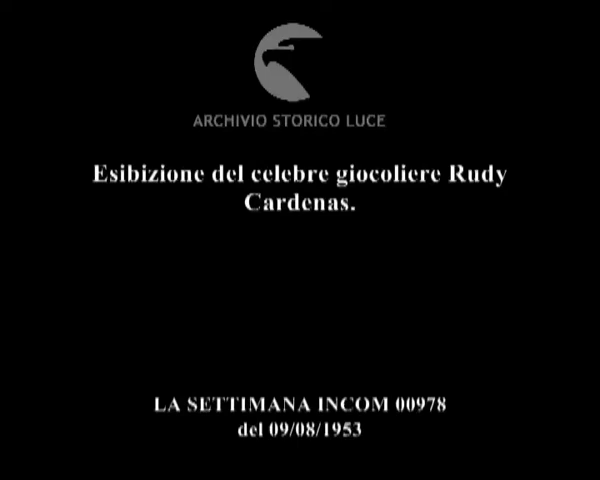 ARCHIVIO STORICO LUCE
Esibizione del celebre giocoliere Rudy
Cardenas.
LA SETTIMANA INCOM 00978
del 09/08/1953